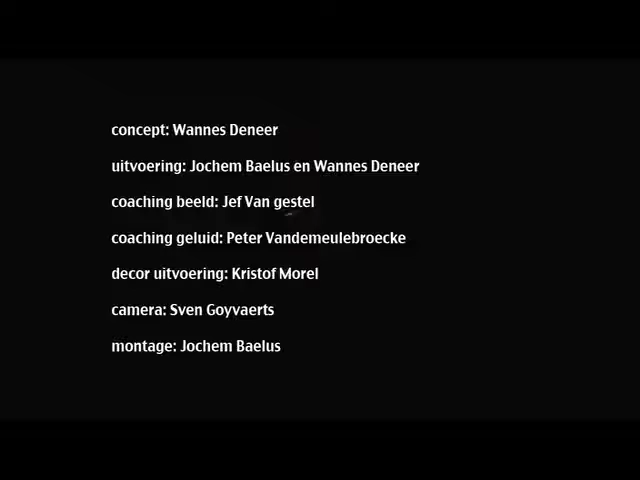 concept: Wannes Deneer
uitvoering: Jochem Baelus en Wannes Deneer
coaching beeld: Jef Van gestel
coaching geluid: Peter Vandemeulebroecke
decor uitvoering: Kristof Morel
camera: Sven Goyvaerts
montage: Jochem Baelus